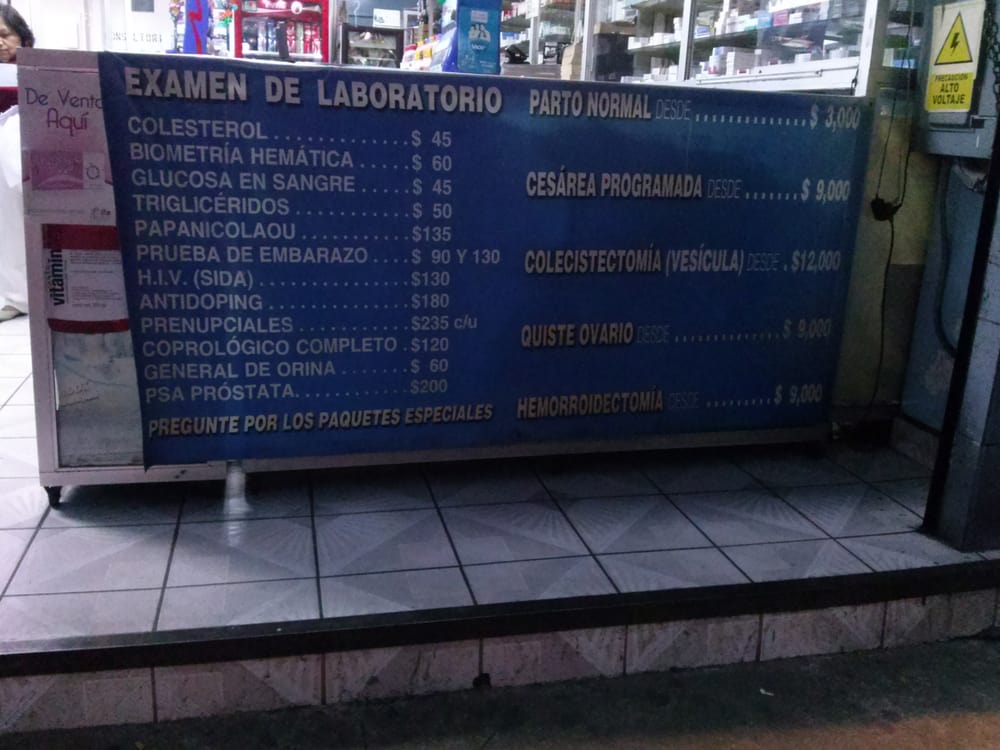 EXAMEN DE LABORATORIO
COLESTEROL . . . . . . . . . . . . $ 45
BIOMETRÍA HEMÁTICA . . . . . $ 60
GLUCOSA EN SANGRE . . . . . $ 45
TRIGLICÉRIDOS . . . . . . . . . . . $ 50
PAPANICOLAOU . . . . . . . . . . $135
PRUEBA DE EMBARAZO . . . . $ 90 Y 130
H.I.V. (SIDA) . . . . . . . . . . . . . . $130
ANTIDOPING . . . . . . . . . . . . . $180
PRENUPCIALES . . . . . . . . . . $235 c/u
COPROLÓGICO COMPLETO . $120
GENERAL DE ORINA . . . . . . . $ 60
PSA PRÓSTATA. . . . . . . . . . . $200
PREGUNTE POR LOS PAQUETES ESPECIALES
PARTO NORMAL DESDE . . . . . . . . . . . . . . . $ 3,000
CESÁREA PROGRAMADA DESDE . . . . . . . . $ 9,000
COLECISTECTOMÍA (VESÍCULA) DESDE . $12,000
QUISTE OVARIO DESDE . . . . . . . . . . . . . . . $ 9,000
HEMORROIDECTOMÍA DESDE . . . . . . . . . $ 9,000
De Venta
Aquí
vitamin
PRECAUCIÓN
ALTO
VOLTAJE